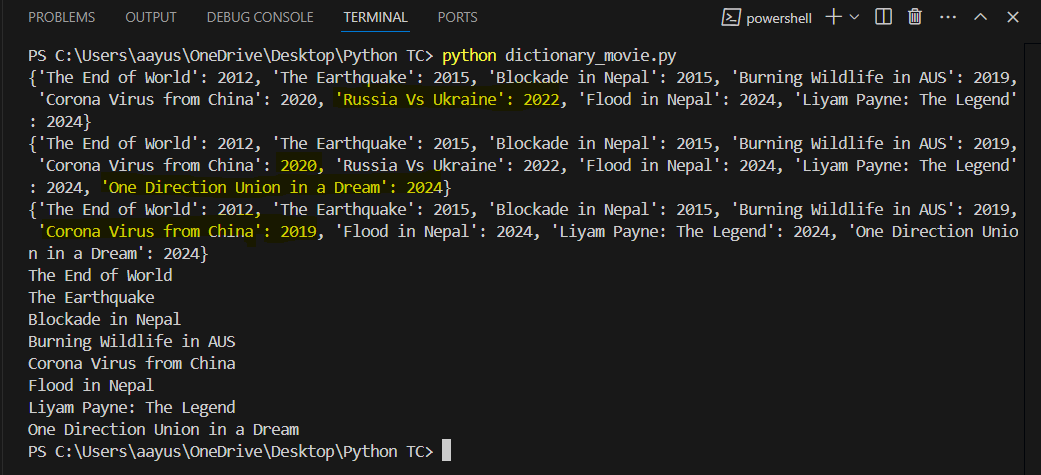 PROBLEMS OUTPUT DEBUG CONSOLE TERMINAL PORTS powershell
PS C:\Users\aayus\OneDrive\Desktop\Python TC> python dictionary_movie.py
{'The End of World': 2012, 'The Earthquake': 2015, 'Blockade in Nepal': 2015, 'Burning Wildlife in AUS': 2019,
'Corona Virus from China': 2020, 'Russia Vs Ukraine': 2022, 'Flood in Nepal': 2024, 'Liyam Payne: The Legend'
: 2024}
{'The End of World': 2012, 'The Earthquake': 2015, 'Blockade in Nepal': 2015, 'Burning Wildlife in AUS': 2019,
'Corona Virus from China': 2020, 'Russia Vs Ukraine': 2022, 'Flood in Nepal': 2024, 'Liyam Payne: The Legend'
: 2024, 'One Direction Union in a Dream': 2024}
{'The End of World': 2012, 'The Earthquake': 2015, 'Blockade in Nepal': 2015, 'Burning Wildlife in AUS': 2019,
'Corona Virus from China': 2019, 'Flood in Nepal': 2024, 'Liyam Payne: The Legend': 2024, 'One Direction Unio
n in a Dream': 2024}
The End of World
The Earthquake
Blockade in Nepal
Burning Wildlife in AUS
Corona Virus from China
Flood in Nepal
Liyam Payne: The Legend
One Direction Union in a Dream
PS C:\Users\aayus\OneDrive\Desktop\Python TC>